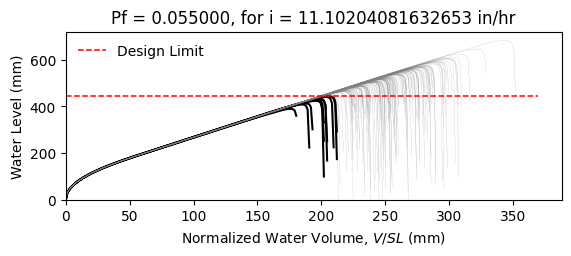 Pf = 0.055000, for i = 11.10204081632653 in/hr
Design Limit
Water Level (mm)
600
400
200
0
0 50 100 150 200 250 300 350
Normalized Water Volume, V/SL (mm)